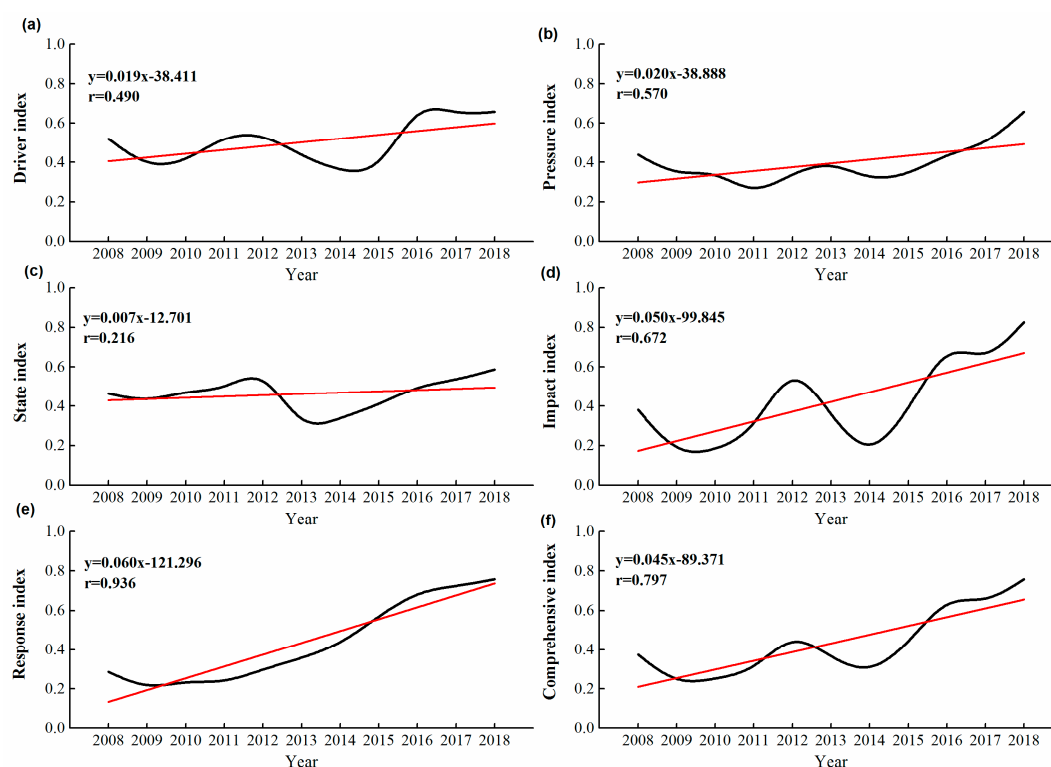 (a)
1.0
0.8
0.6
0.4
0.2
0.0
Driver index
y=0.019x-38.411
r=0.490
2008 2009 2010 2011 2012 2013 2014 2015 2016 2017 2018
Year
(b)
1.0
0.8
0.6
0.4
0.2
0.0
Pressure index
y=0.020x-38.888
r=0.570
2008 2009 2010 2011 2012 2013 2014 2015 2016 2017 2018
Year
(c)
1.0
0.8
0.6
0.4
0.2
0.0
State index
y=0.007x-12.701
r=0.216
2008 2009 2010 2011 2012 2013 2014 2015 2016 2017 2018
Year
(d)
1.0
0.8
0.6
0.4
0.2
0.0
Impact index
y=0.050x-99.845
r=0.672
2008 2009 2010 2011 2012 2013 2014 2015 2016 2017 2018
Year
(e)
1.0
0.8
0.6
0.4
0.2
0.0
Response index
y=0.060x-121.296
r=0.936
2008 2009 2010 2011 2012 2013 2014 2015 2016 2017 2018
Year
(f)
1.0
0.8
0.6
0.4
0.2
0.0
Comprehensive index
y=0.045x-89.371
r=0.797
2008 2009 2010 2011 2012 2013 2014 2015 2016 2017 2018
Year